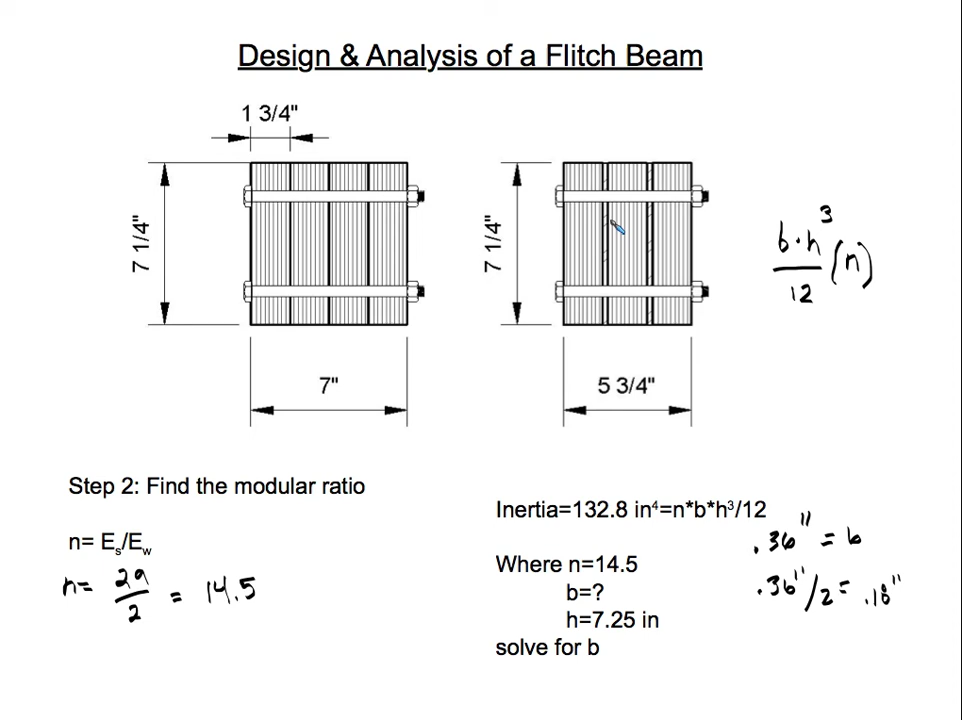 Design & Analysis of a Flitch Beam
1 3/4"
7 1/4"
7"
7 1/4"
5 3/4"
b·h³/12 (n)
Step 2: Find the modular ratio
n= Es/Ew
n= 29/2 = 14.5
Inertia=132.8 in⁴=n*b*h³/12
.36" = b
Where n=14.5
b=?
.36"/2= .18"
h=7.25 in
solve for b